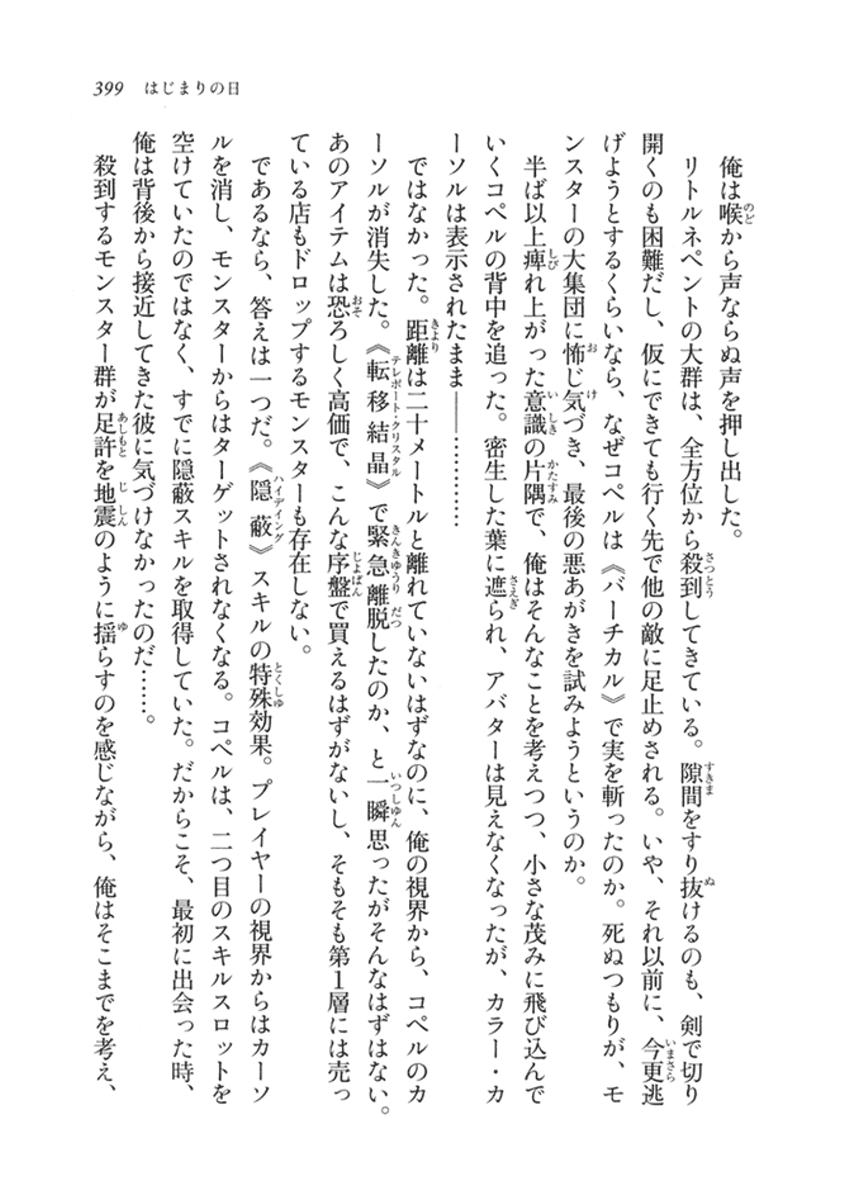 399 はじまりの日
俺は喉から声ならぬ声を押し出した。
リトルネペントの大群は、全方位から殺到してきている。隙間をすり抜けるのも、剣で切り
開くのも困難だし、仮にできても行く先で他の敵に足止めされる。いや、それ以前に、今更逃
げようとするくらいなら、なぜコペルは《バーチカル》で実を斬ったのか。死ぬつもりが、モ
ンスターの大集団に怖じ気づき、最後の悪あがきを試みようというのか。
半ば以上痺れ上がった意識の片隅で、俺はそんなことを考えつつ、小さな茂みに飛び込んで
いくコペルの背中を追った。密生した葉に遮られ、アバターは見えなくなったが、カラー・カ
ーソルは表示されたまま――…………
ではなかった。距離は二十メートルと離れていないはずなのに、俺の視界から、コペルのカ
ーソルが消失した。《転移結晶》で緊急離脱したのか、と一瞬思ったがそんなはずはない。
あのアイテムは恐ろしく高価で、こんな序盤で買えるはずがないし、そもそも第1層には売っ
ている店もドロップするモンスターも存在しない。
であるなら、答えは一つだ。《隠蔽》スキルの特殊効果。プレイヤーの視界からはカーソ
ルを消し、モンスターからはターゲットされなくなる。コペルは、二つ目のスキルスロットを
空けていたのではなく、すでに隠蔽スキルを取得していた。だからこそ、最初に出会った時、
俺は背後から接近してきた彼に気づけなかったのだ……。
殺到するモンスター群が足許を地震のように揺らすのを感じながら、俺はそこまでを考え、